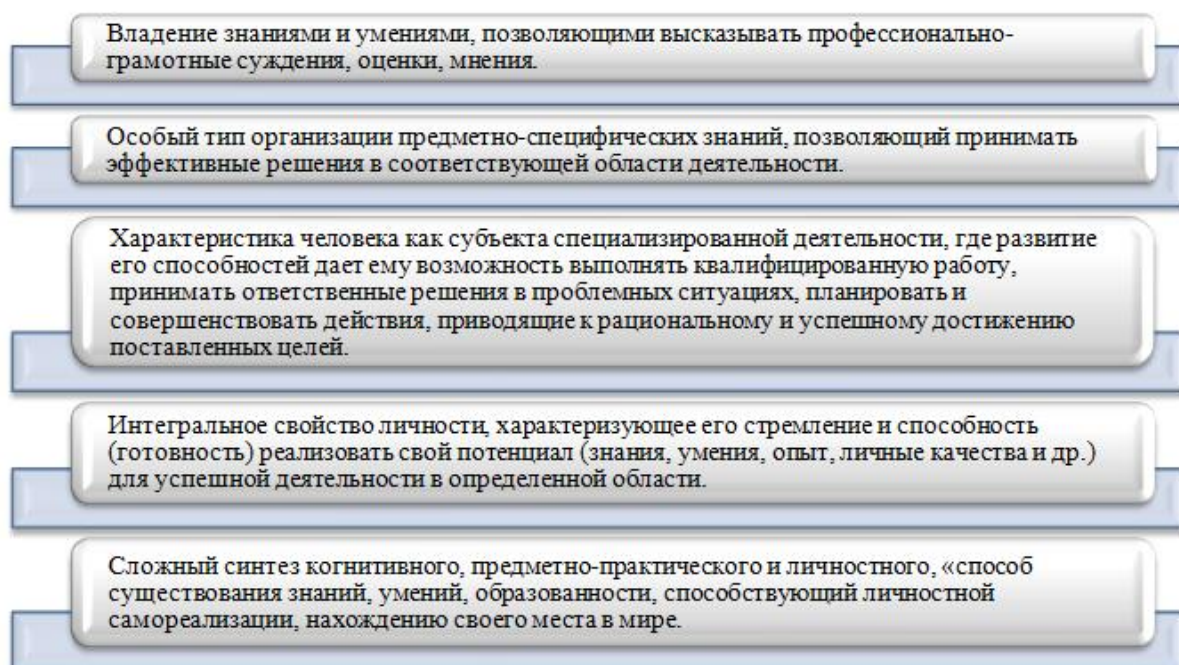 Владение знаниями и умениями, позволяющими высказывать профессионально-
грамотные суждения, оценки, мнения.
Особый тип организации предметно-специфических знаний, позволяющий принимать
эффективные решения в соответствующей области деятельности.
Характеристика человека как субъекта специализированной деятельности, где развитие
его способностей дает ему возможность выполнять квалифицированную работу,
принимать ответственные решения в проблемных ситуациях, планировать и
совершенствовать действия, приводящие к рациональному и успешному достижению
поставленных целей.
Интегральное свойство личности, характеризующее его стремление и способность
(готовность) реализовать свой потенциал (знания, умения, опыт, личные качества и др.)
для успешной деятельности в определенной области.
Сложный синтез когнитивного, предметно-практического и личностного, «способ
существования знаний, умений, образованности, способствующий личностной
самореализации, нахождению своего места в мире.